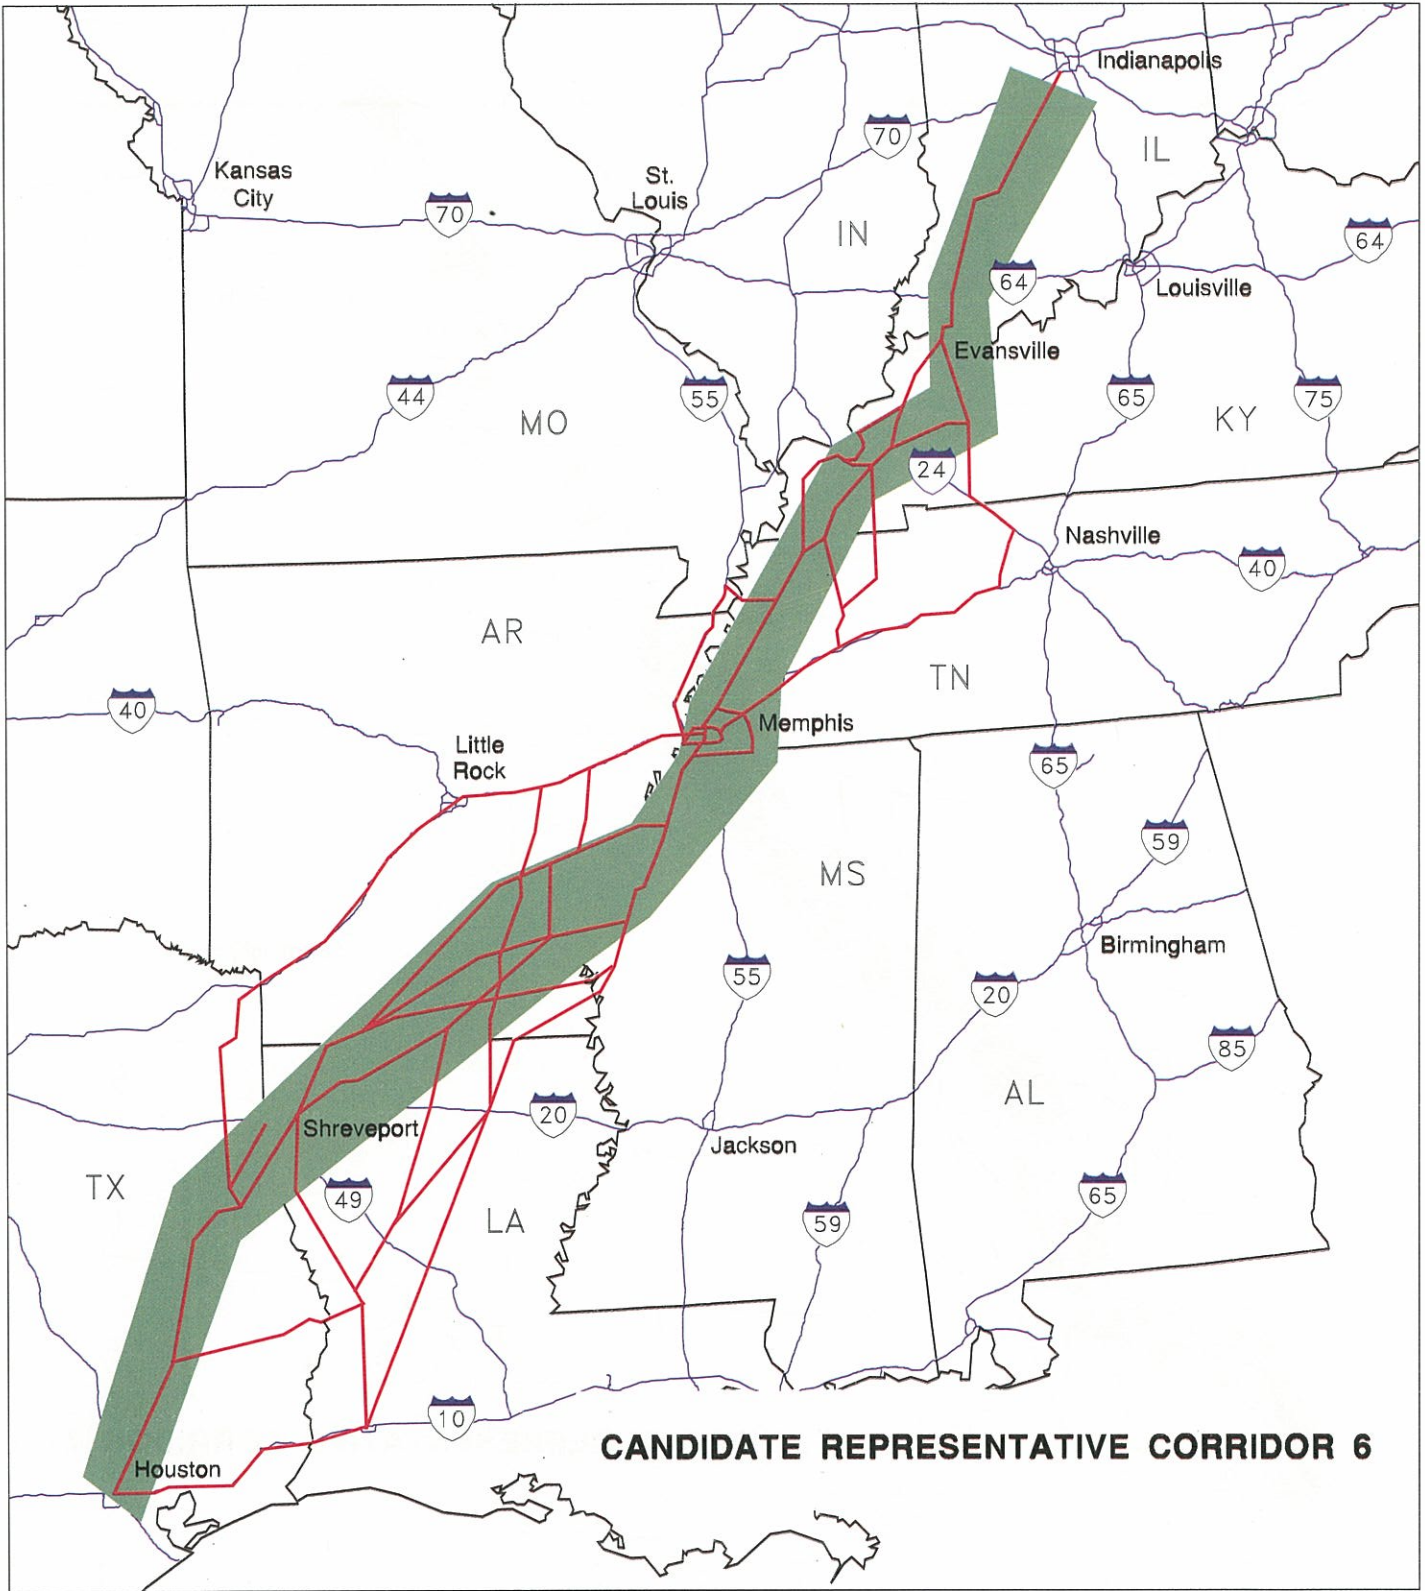 Indianapolis
70
IL
Kansas
City
St.
Louis
70
IN
64
64
Louisville
Evansville
44
55
65
75
MO
KY
24
Nashville
40
AR
TN
40
Memphis
Little
Rock
65
59
MS
Birmingham
55
20
85
AL
20
Shreveport
Jackson
TX
49
65
LA
59
10
CANDIDATE REPRESENTATIVE CORRIDOR 6
Houston